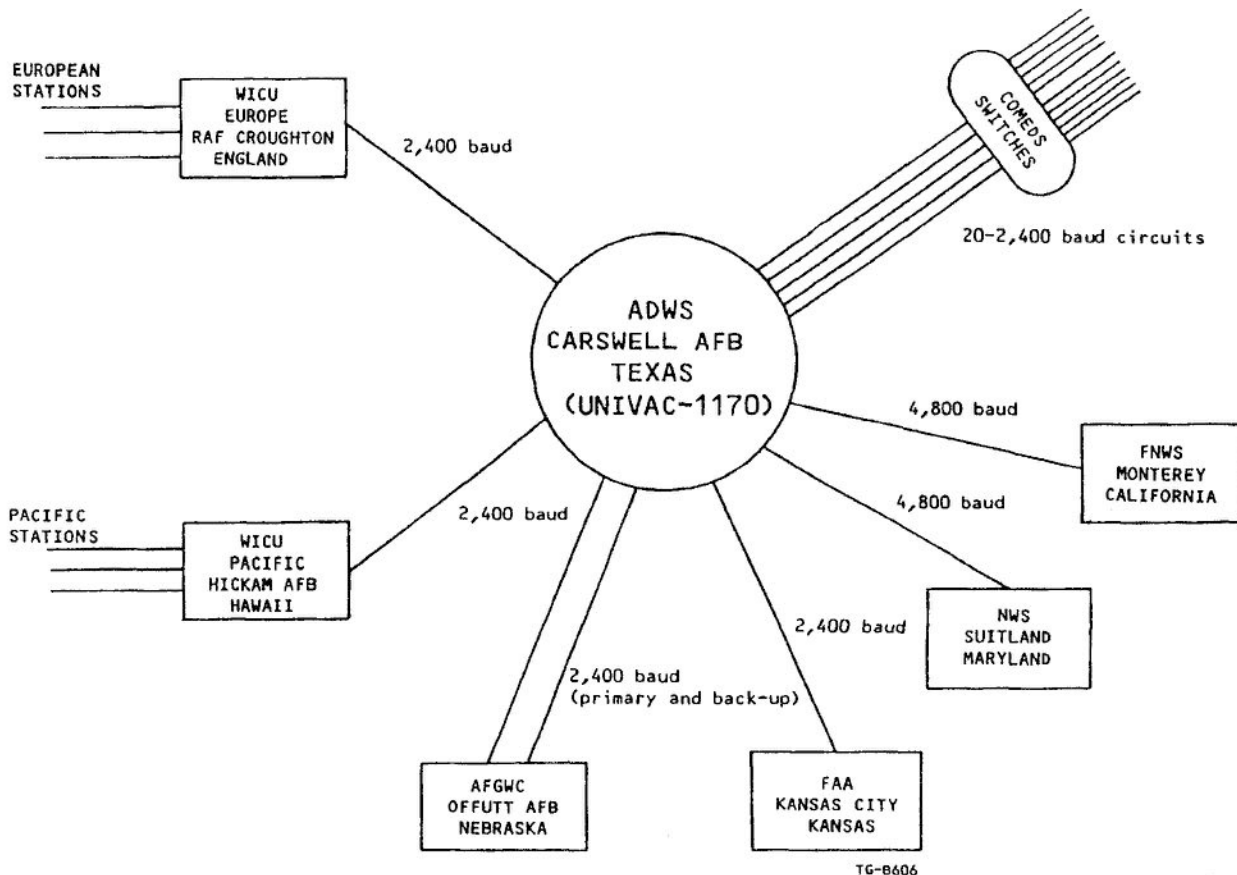 EUROPEAN
STATIONS
WICU
EUROPE
RAF CROUGHTON
ENGLAND
2,400 baud
COMEDS
SWITCHES
20-2,400 baud circuits
ADWS
CARSWELL AFB
TEXAS
(UNIVAC-1170)
4,800 baud
FNWS
MONTEREY
CALIFORNIA
4,800 baud
PACIFIC
STATIONS
WICU
PACIFIC
HICKAM AFB
HAWAII
2,400 baud
NWS
SUITLAND
MARYLAND
2,400 baud
2,400 baud
(primary and back-up)
AFGWC
OFFUTT AFB
NEBRASKA
FAA
KANSAS CITY
KANSAS
TG-8606